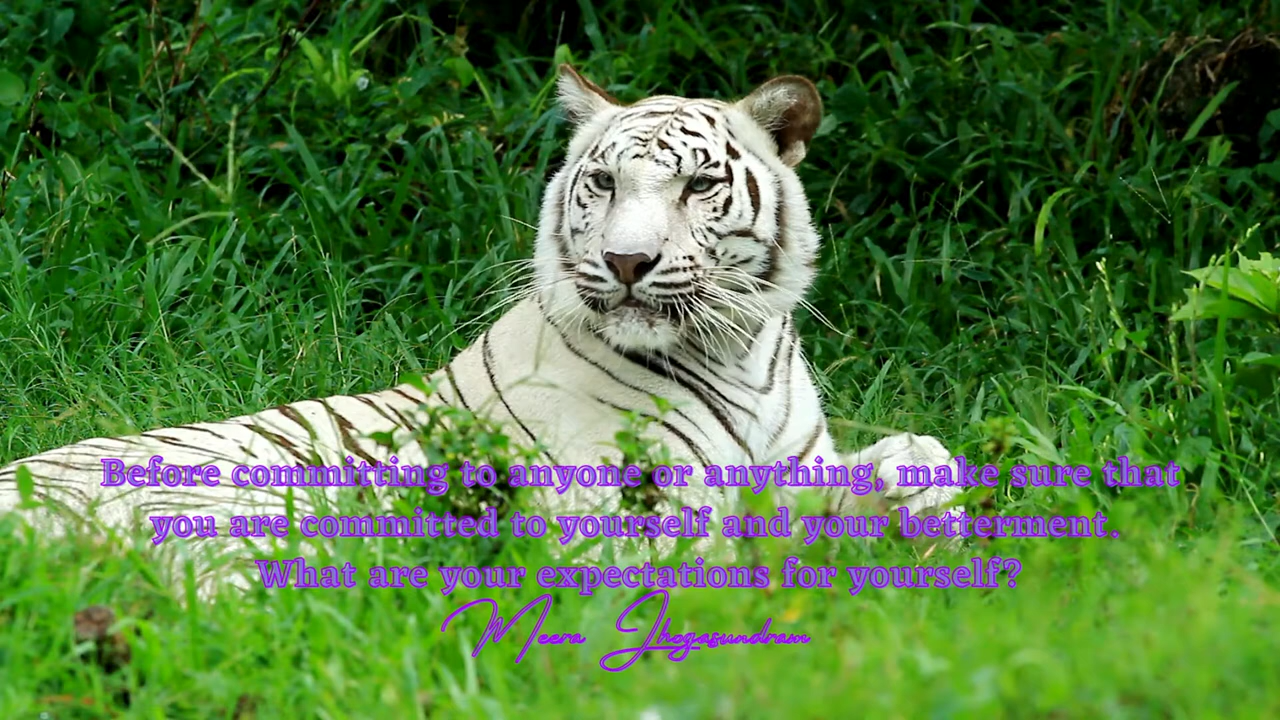 Before committing to anyone or anything, make sure that
you are committed to yourself and your betterment.
What are your expectations for yourself?
Meera Jhogasundram